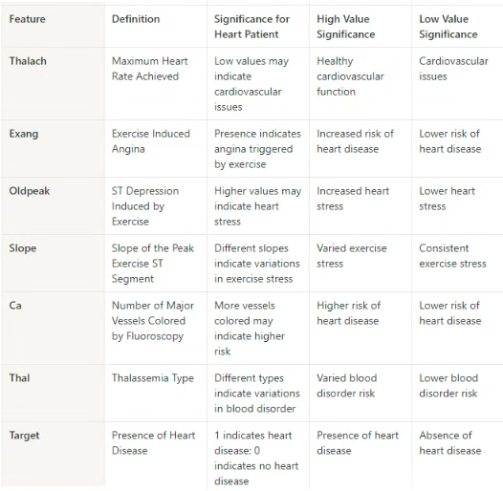 Feature
Definition
Significance for
Heart Patient
High Value
Significance
Low Value
Significance
Thalach
Maximum Heart
Rate Achieved
Low values may
indicate
cardiovascular
issues
Healthy
cardiovascular
function
Cardiovascular
issues
Exang
Exercise Induced
Angina
Presence indicates
angina triggered
by exercise
Increased risk of
heart disease
Lower risk of
heart disease
Oldpeak
ST Depression
Induced by
Exercise
Higher values may
indicate heart
stress
Increased heart
stress
Lower heart
stress
Slope
Slope of the Peak
Exercise ST
Segment
Different slopes
indicate variations
in exercise stress
Varied exercise
stress
Consistent
exercise stress
Ca
Number of Major
Vessels Colored
by Fluoroscopy
More vessels
colored may
indicate higher
risk
Higher risk of
heart disease
Lower risk of
heart disease
Thal
Thalassemia Type
Different types
indicate variations
in blood disorder
Varied blood
disorder risk
Lower blood
disorder risk
Target
Presence of Heart
Disease
1 indicates heart
disease; 0
indicates no heart
disease
Presence of heart
disease
Absence of
heart disease